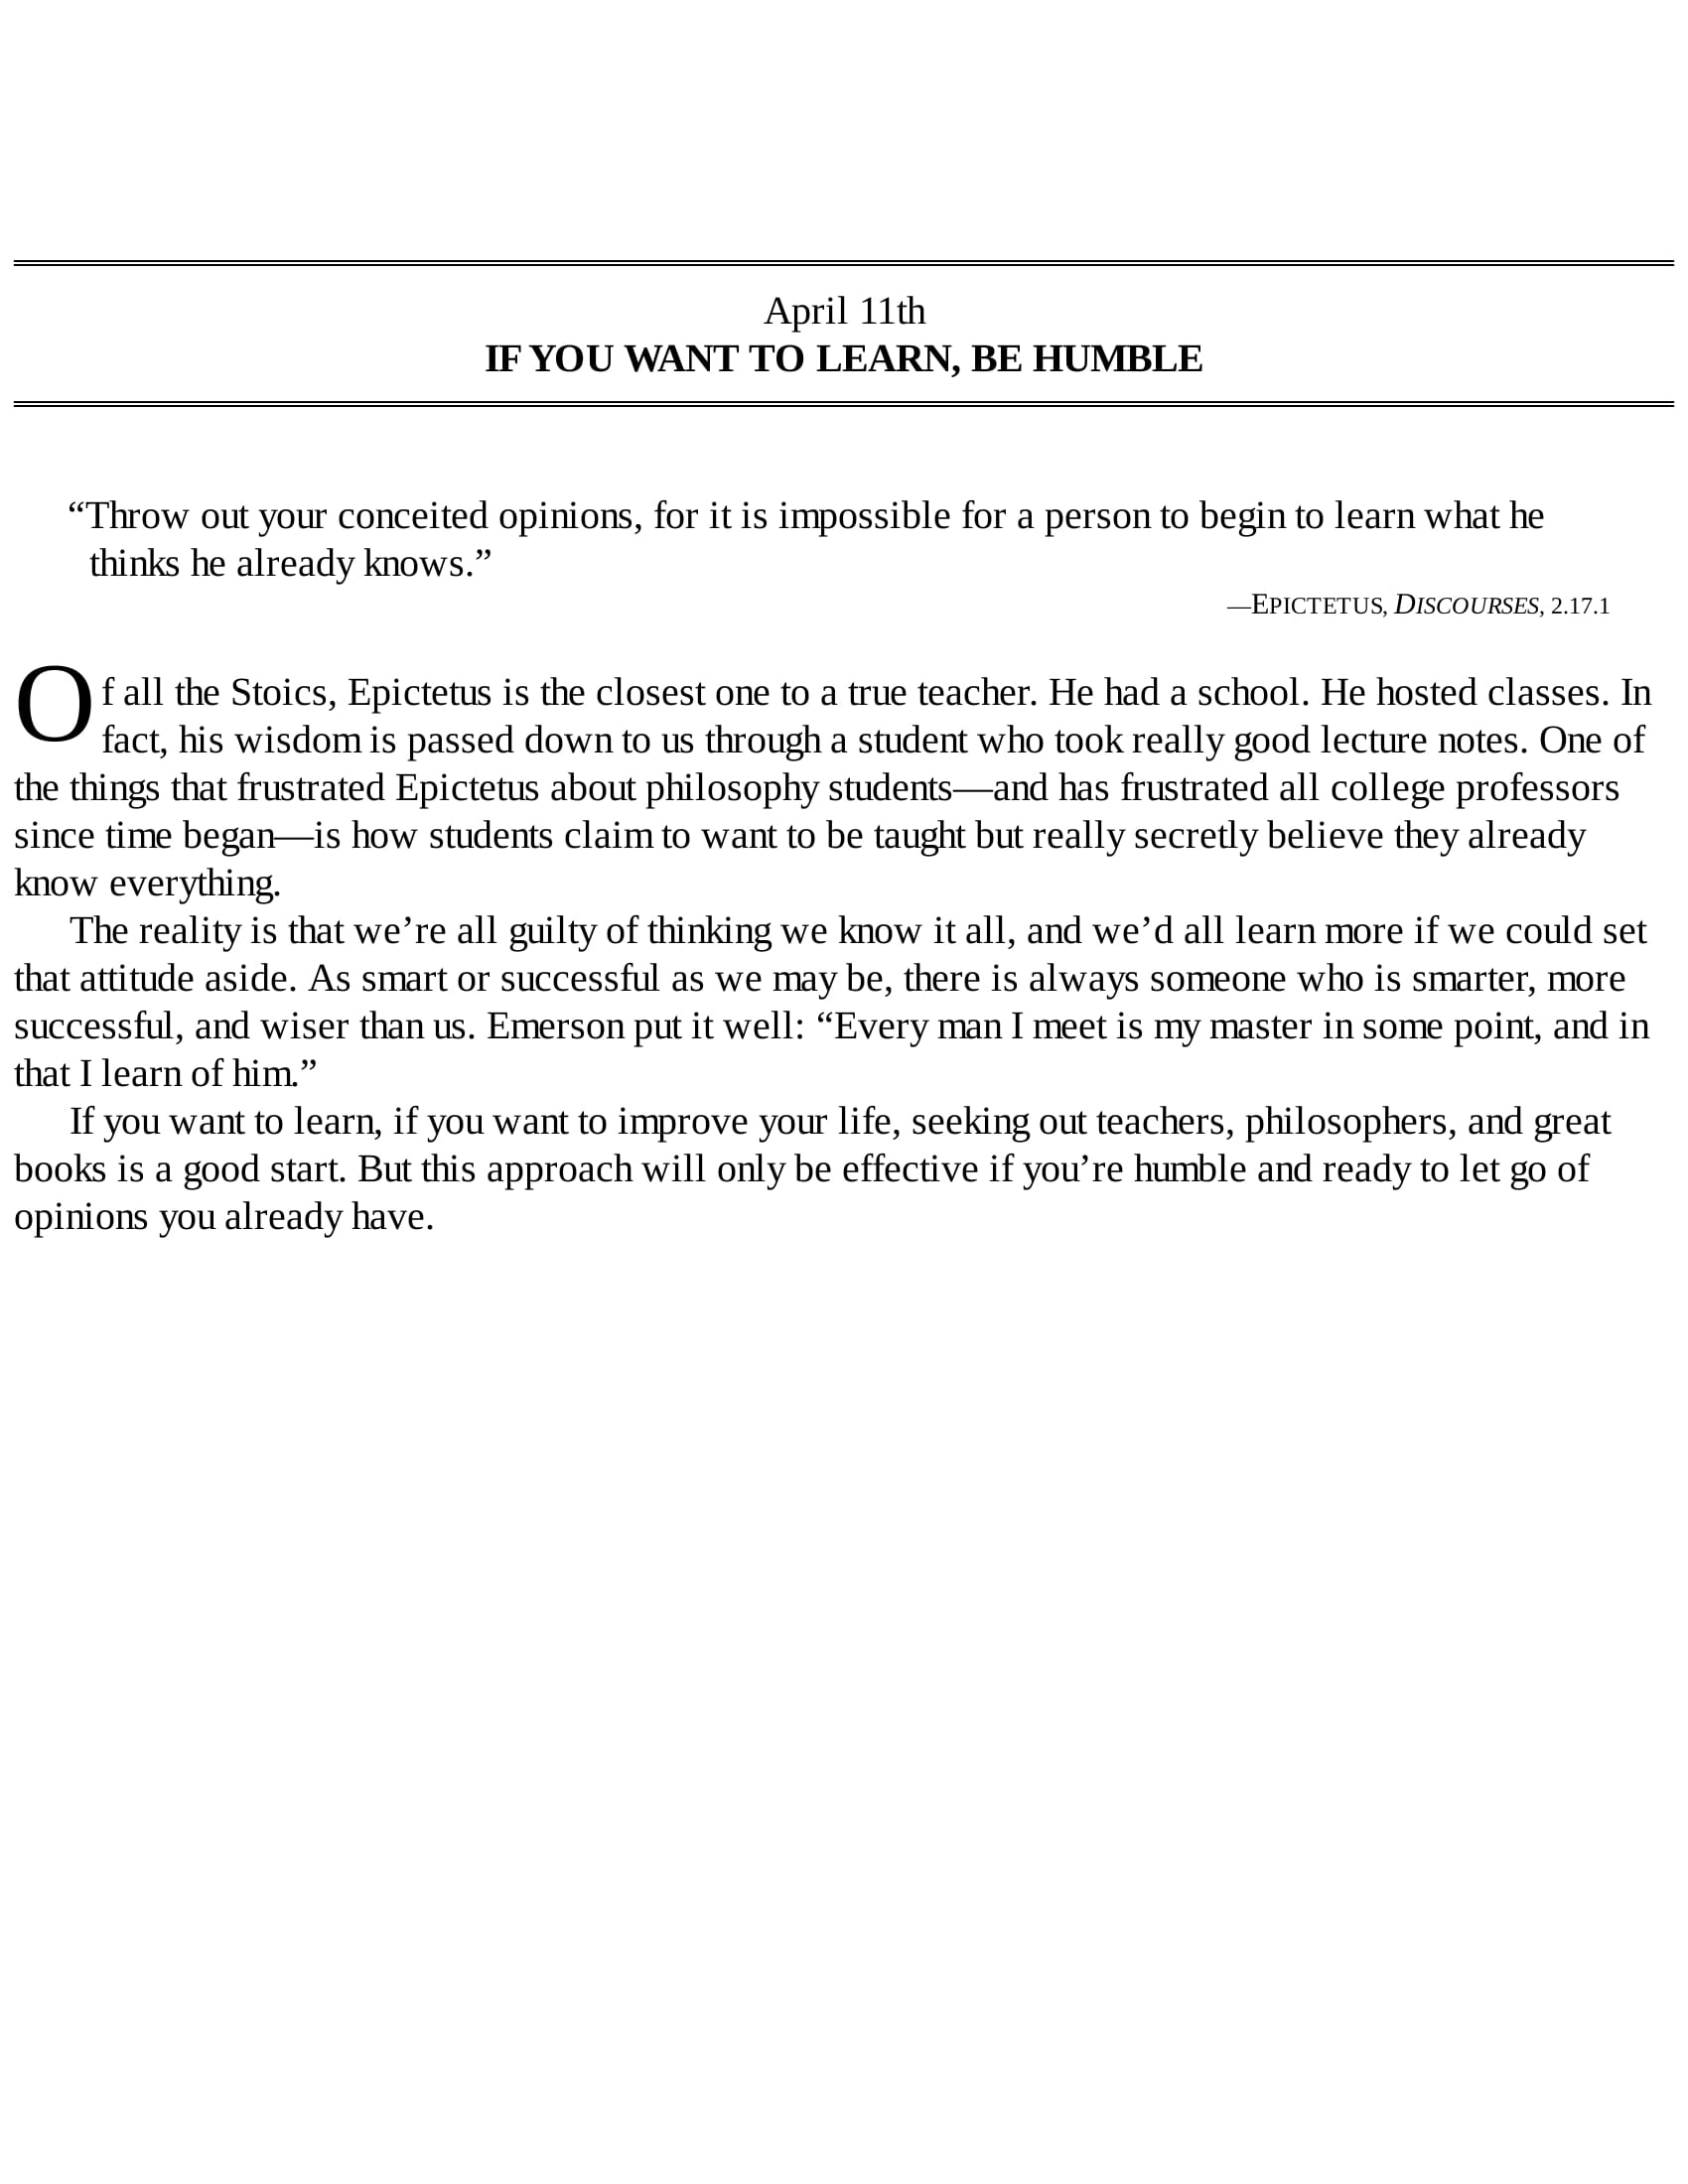 April 11th
IF YOU WANT TO LEARN, BE HUMBLE
“Throw out your conceited opinions, for it is impossible for a person to begin to learn what he
thinks he already knows.”
—EPICTETUS, DISCOURSES, 2.17.1
Of all the Stoics, Epictetus is the closest one to a true teacher. He had a school. He hosted classes. In
fact, his wisdom is passed down to us through a student who took really good lecture notes. One of
the things that frustrated Epictetus about philosophy students—and has frustrated all college professors
since time began—is how students claim to want to be taught but really secretly believe they already
know everything.
The reality is that we’re all guilty of thinking we know it all, and we’d all learn more if we could set
that attitude aside. As smart or successful as we may be, there is always someone who is smarter, more
successful, and wiser than us. Emerson put it well: “Every man I meet is my master in some point, and in
that I learn of him.”
If you want to learn, if you want to improve your life, seeking out teachers, philosophers, and great
books is a good start. But this approach will only be effective if you’re humble and ready to let go of
opinions you already have.